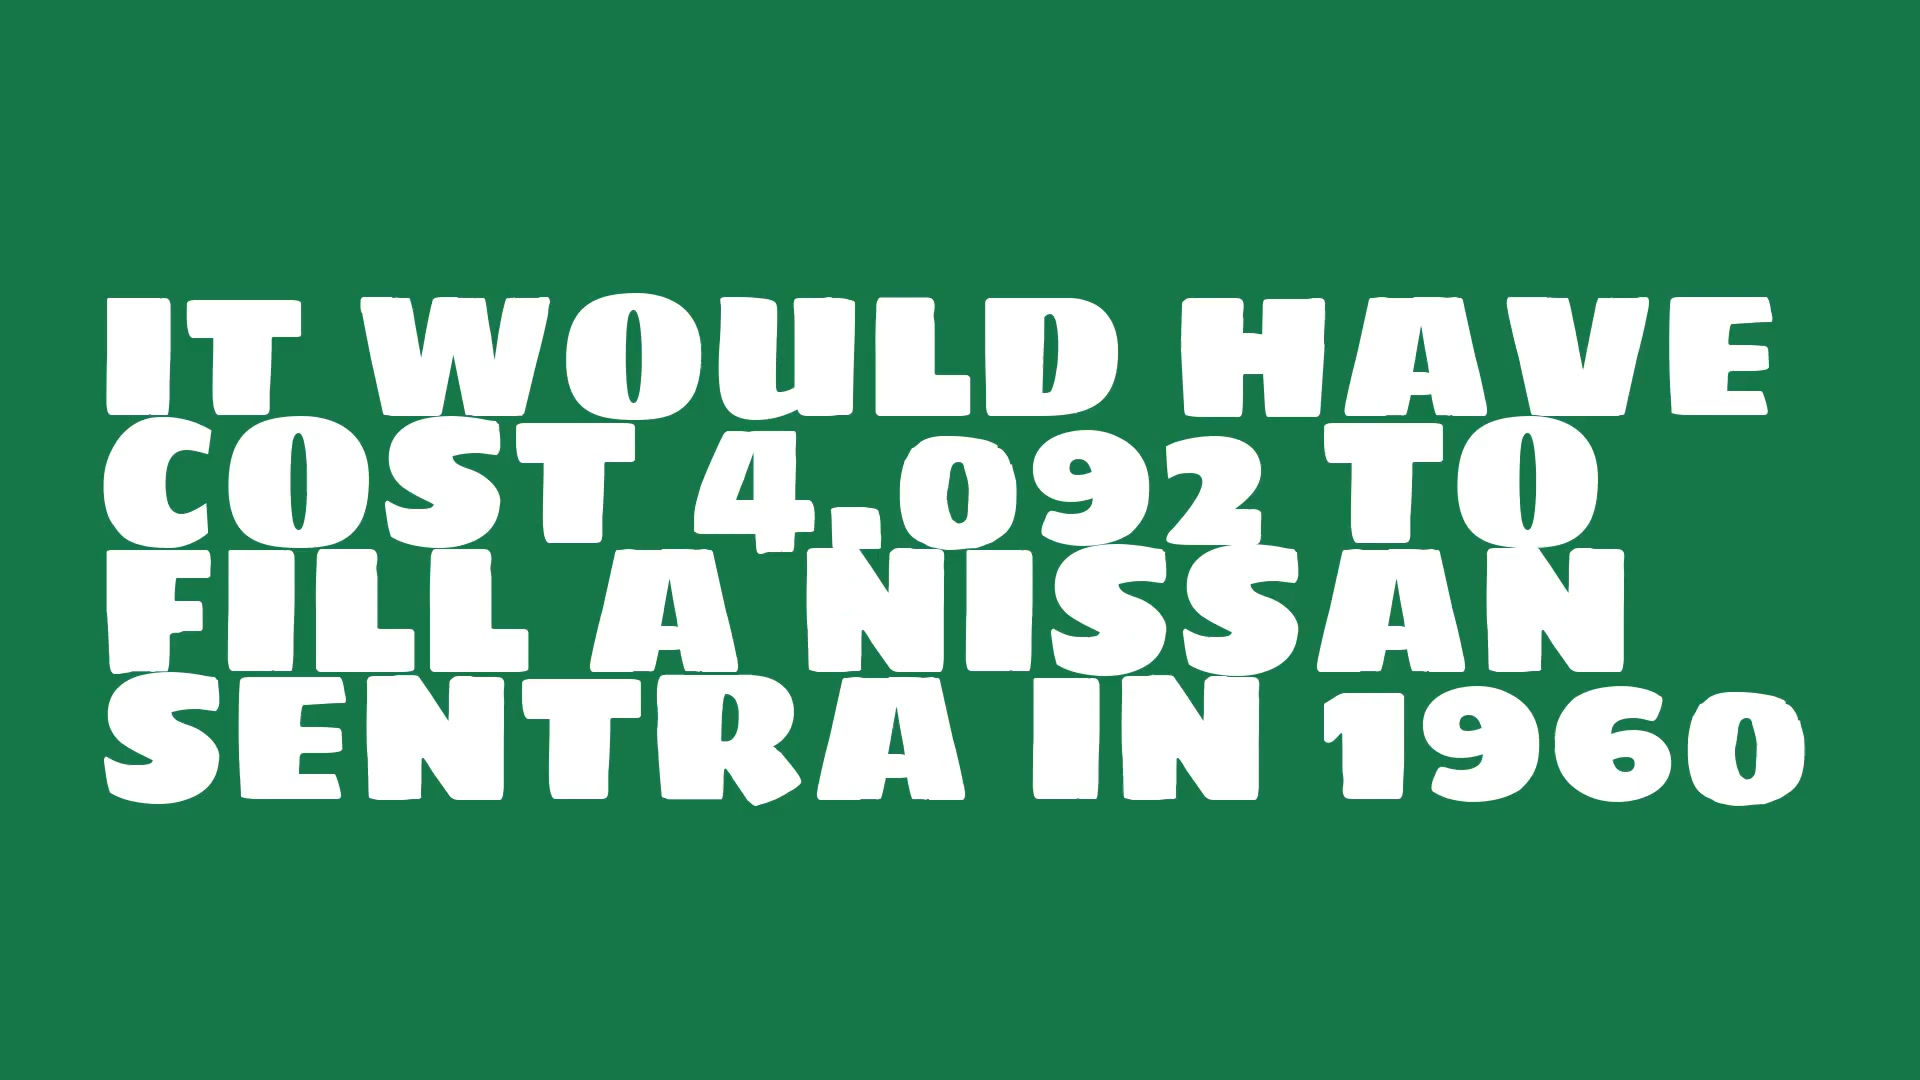 IT WOULD HAVE
COST 4,092 TO
FILL A NISSAN
SENTRA IN 1960